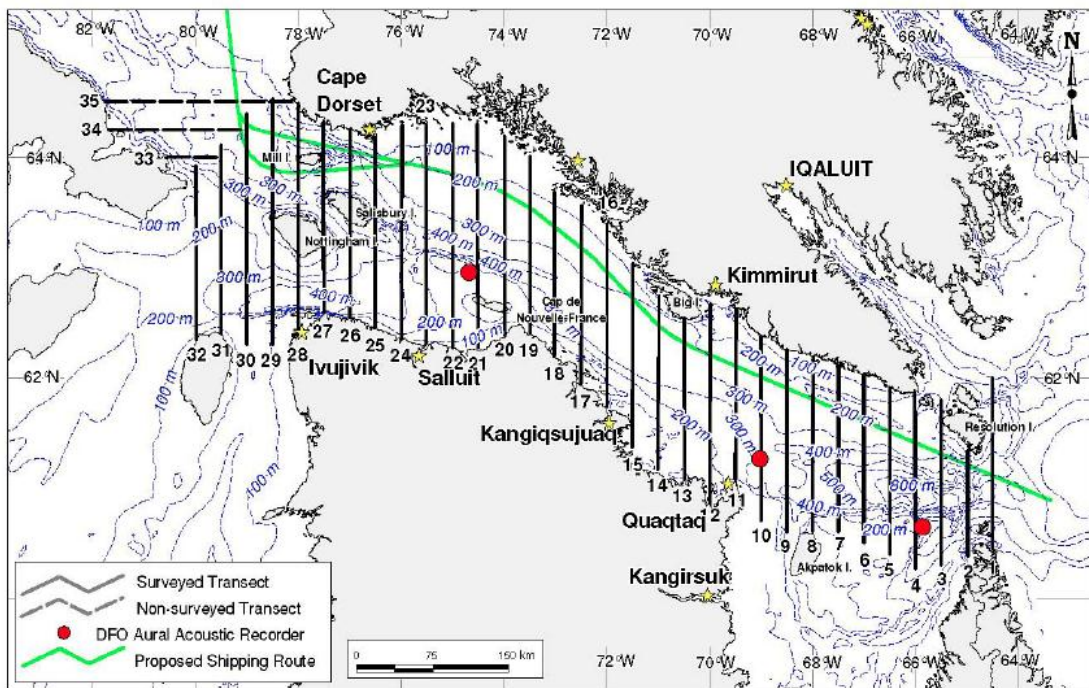 82°W
80°W
78°W
76°W
74°W
72°W
70°W
68°W
66°W
64°W
N
Cape
Dorset
23
35
34
33
64°N
64°N
Mill I.
100 m
200 m
16
IQALUIT
300 m
300 m
100 m
200 m
Salisbury I.
Nottingham I.
400 m
300 m
400 m
Kimmirut
300 m
400 m
Big I.
Cap de
Nouvelle-France
200 m
200 m
100 m
100 m
200 m
32
31
30
29
28
27
26
25
24
22
21
20
19
18
17
62°N
62°N
Ivujivik
Salluit
100 m
200 m
300 m
200 m
Resolution I.
Kangiqsujuaq
200 m
300 m
400 m
500 m
400 m
200 m
15
14
13
12
11
100 m
Quaqtaq
10
9
8
7
6
5
4
3
2
Akpatok I.
Kangirsuk
Surveyed Transect
Non-surveyed Transect
DFO Aural Acoustic Recorder
Proposed Shipping Route
0
75
150 km
72°W
70°W
68°W
66°W
64°W